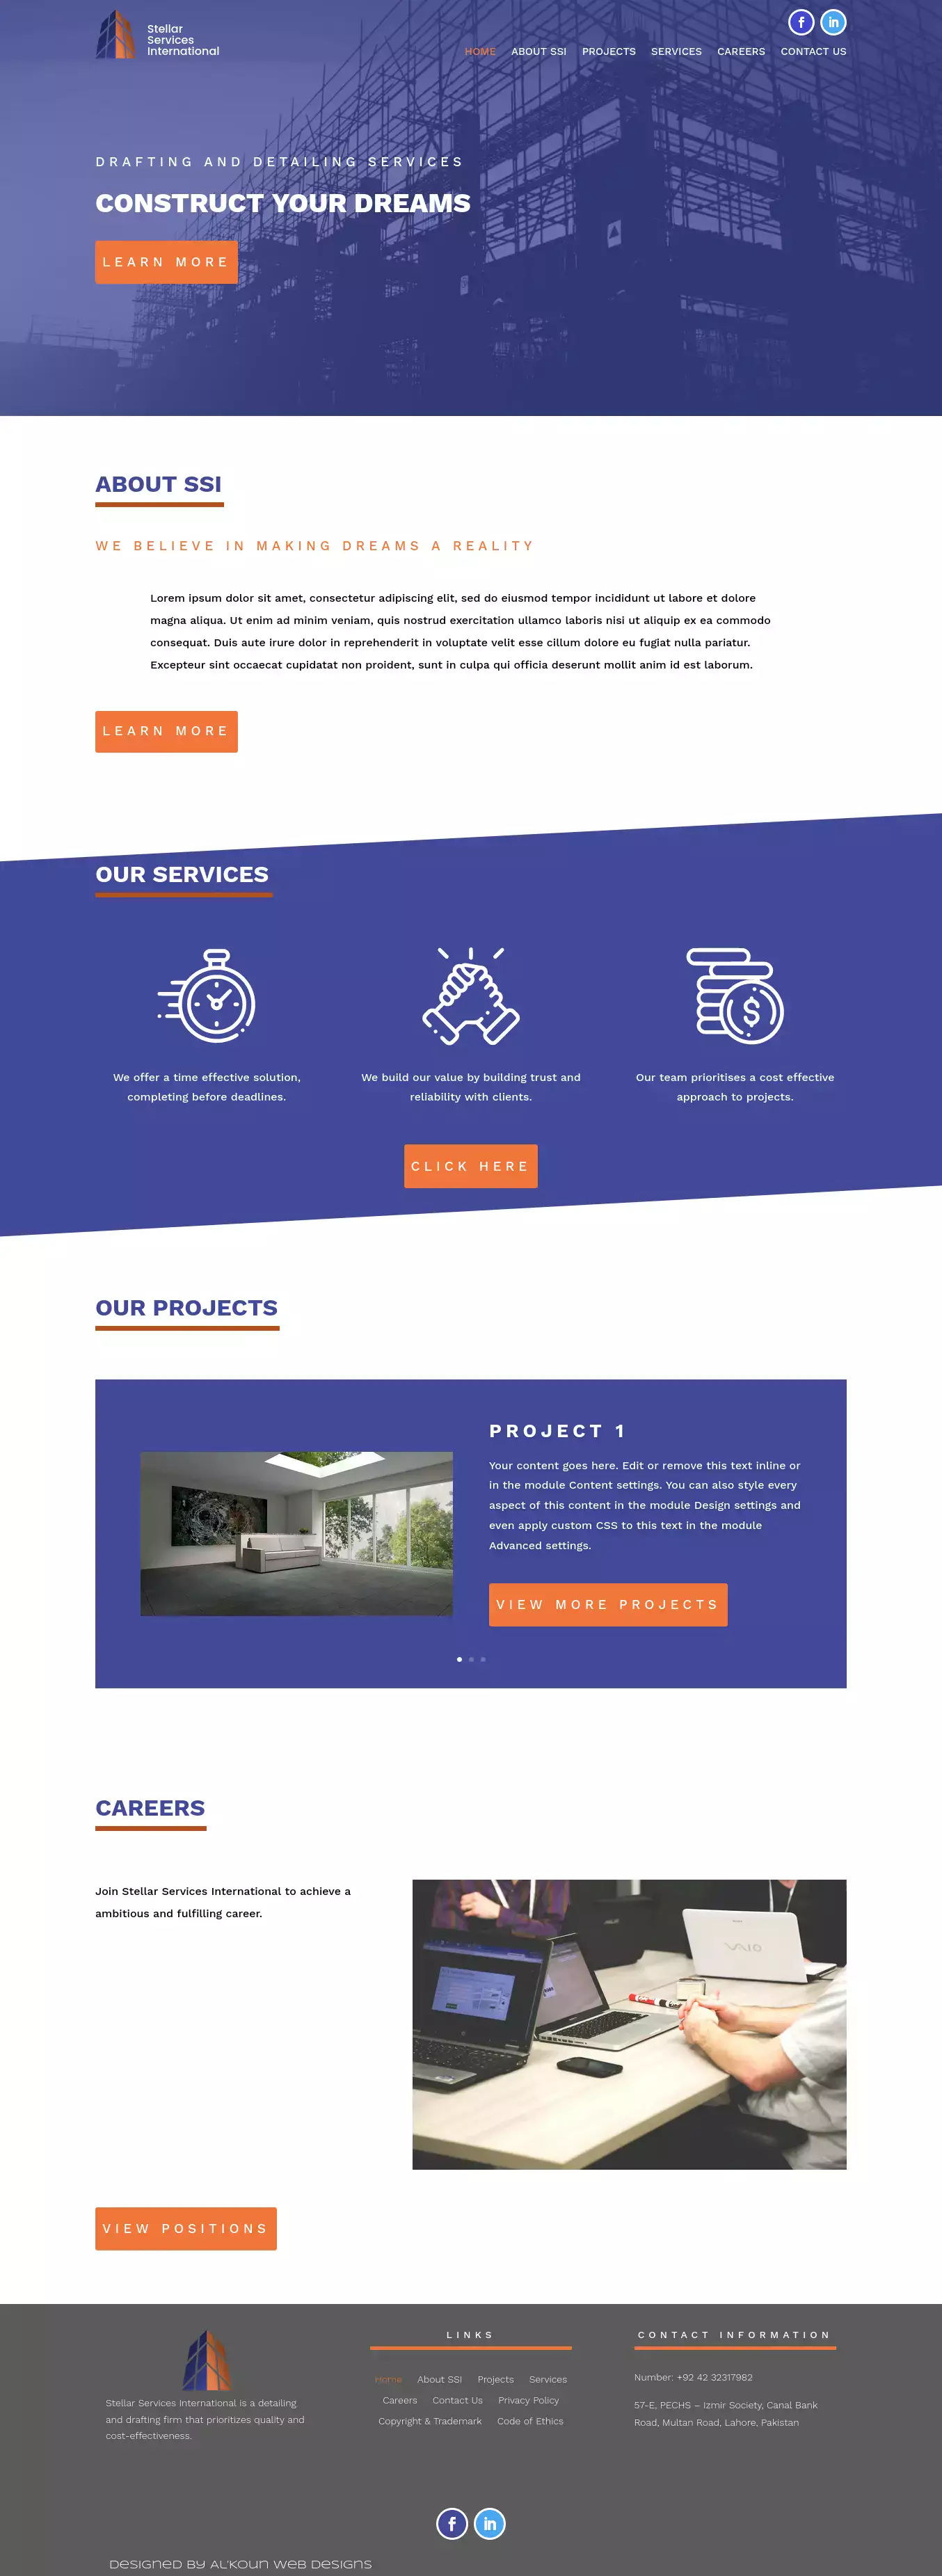 Stellar
Services
International
HOME ABOUT SSI PROJECTS SERVICES CAREERS CONTACT US
DRAFTING AND DETAILING SERVICES
CONSTRUCT YOUR DREAMS
LEARN MORE
ABOUT SSI
WE BELIEVE IN MAKING DREAMS A REALITY
Lorem ipsum dolor sit amet, consectetur adipiscing elit, sed do eiusmod tempor incididunt ut labore et dolore
magna aliqua. Ut enim ad minim veniam, quis nostrud exercitation ullamco laboris nisi ut aliquip ex ea commodo
consequat. Duis aute irure dolor in reprehenderit in voluptate velit esse cillum dolore eu fugiat nulla pariatur.
Excepteur sint occaecat cupidatat non proident, sunt in culpa qui officia deserunt mollit anim id est laborum.
LEARN MORE
OUR SERVICES
We offer a time effective solution,
completing before deadlines.
We build our value by building trust and
reliability with clients.
Our team prioritises a cost effective
approach to projects.
CLICK HERE
OUR PROJECTS
PROJECT 1
Your content goes here. Edit or remove this text inline or
in the module Content settings. You can also style every
aspect of this content in the module Design settings and
even apply custom CSS to this text in the module
Advanced settings.
VIEW MORE PROJECTS
CAREERS
Join Stellar Services International to achieve a
ambitious and fulfilling career.
VAIO
VIEW POSITIONS
Stellar Services International is a detailing
and drafting firm that prioritizes quality and
cost-effectiveness.
LINKS
Home About SSI Projects Services
Careers Contact Us Privacy Policy
Copyright & Trademark Code of Ethics
CONTACT INFORMATION
Number: +92 42 32317982
57-E, PECHS – Izmir Society, Canal Bank
Road, Multan Road, Lahore, Pakistan
Designed By Al'Koun Web Designs